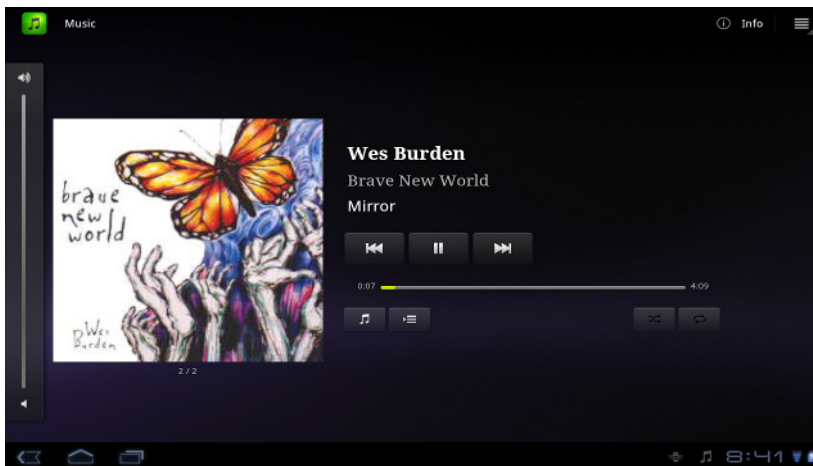 Music
Info
brave
new
world
Wes
Burden
2 / 2
Wes Burden
Brave New World
Mirror
0:07
4:09
8:41